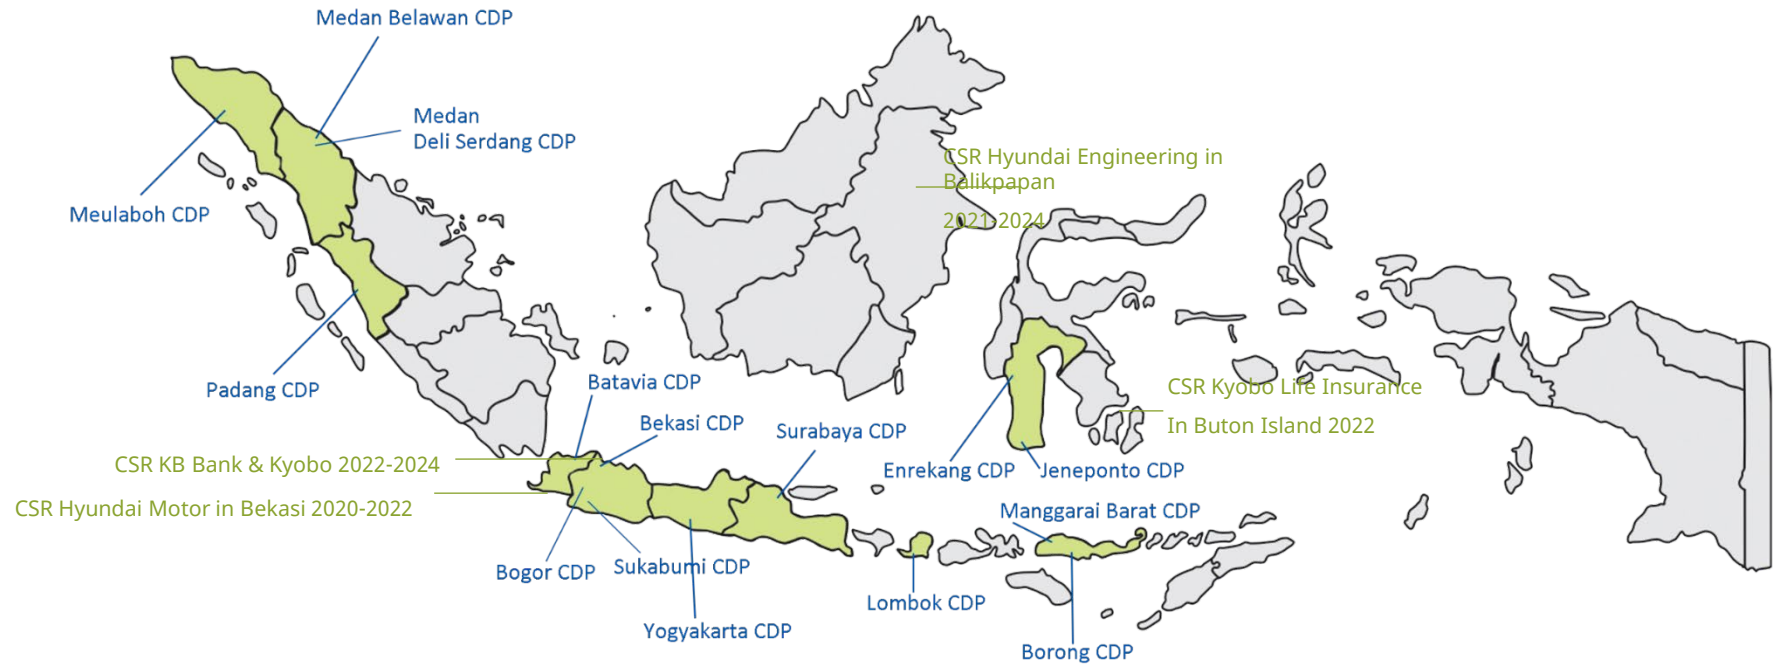 Medan Belawan CDP
Medan
Deli Serdang CDP
CSR Hyundai Engineering in
Balikpapan
2021-2024
Meulaboh CDP
Padang CDP
Batavia CDP
CSR Kyobo Life Insurance
In Buton Island 2022
Bekasi CDP
Surabaya CDP
CSR KB Bank & Kyobo 2022-2024
Enrekang CDP
Jeneponto CDP
CSR Hyundai Motor in Bekasi 2020-2022
Manggarai Barat CDP
Bogor CDP
Sukabumi CDP
Lombok CDP
Yogyakarta CDP
Borong CDP